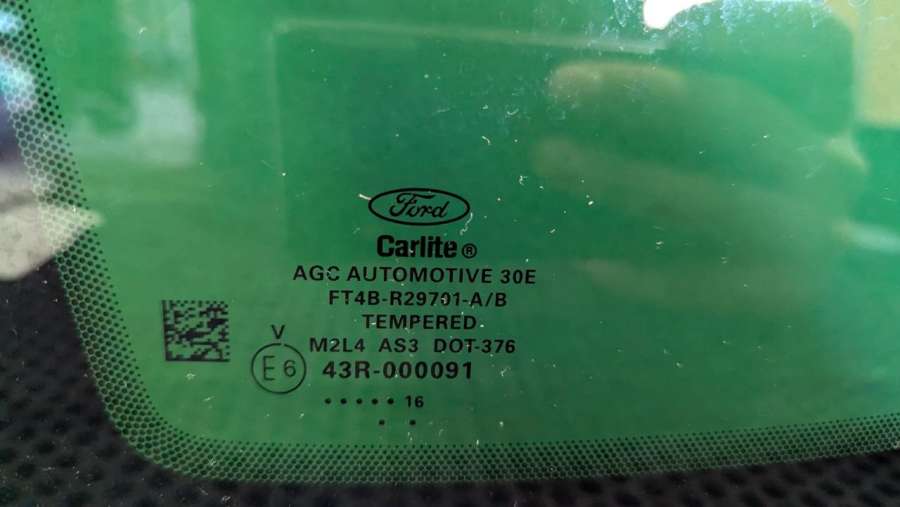 Ford
Carlite®
AGC AUTOMOTIVE 30E
FT4B-R29701-A/B
TEMPERED
V
M2L4 AS3 DOT-376
E6 43R-000091
• • • • • 16
• •